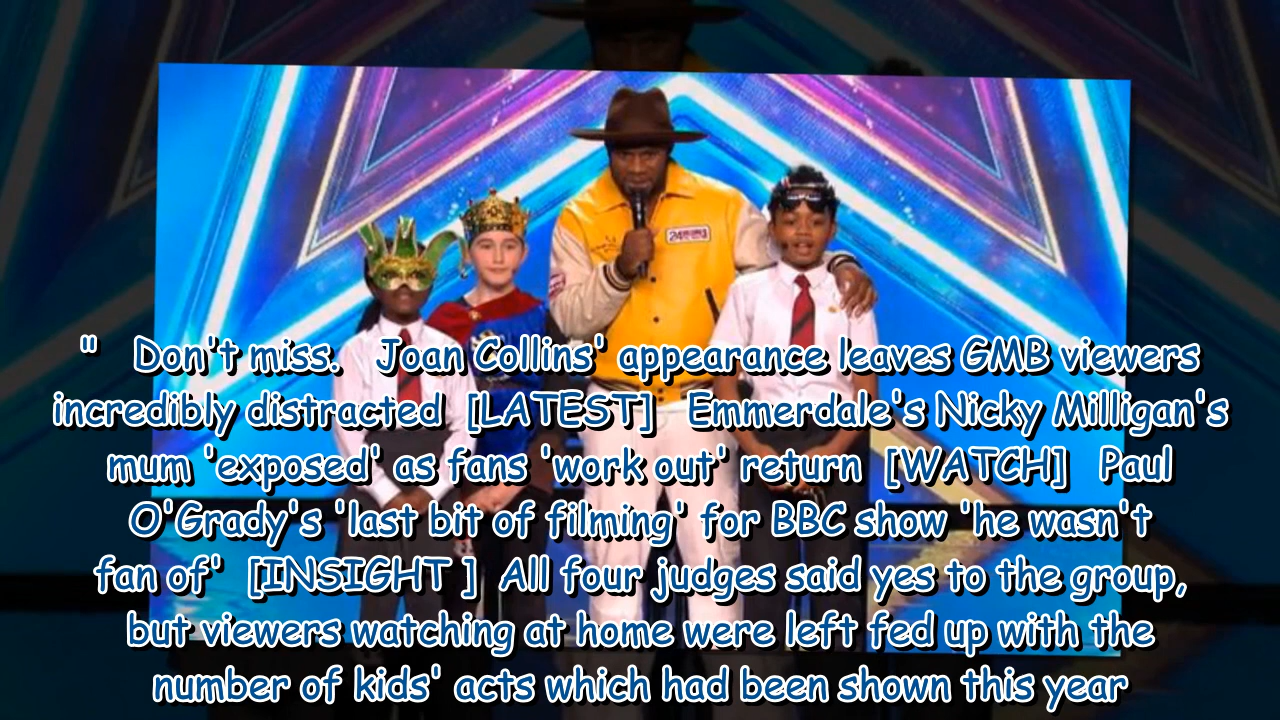 24
" Don't miss. Joan Collins' appearance leaves GMB viewers
incredibly distracted [LATEST] Emmerdale's Nicky Milligan's
mum 'exposed' as fans 'work out' return [WATCH] Paul
O'Grady's 'last bit of filming' for BBC show 'he wasn't
fan of' [INSIGHT ] All four judges said yes to the group,
but viewers watching at home were left fed up with the
number of kids' acts which had been shown this year